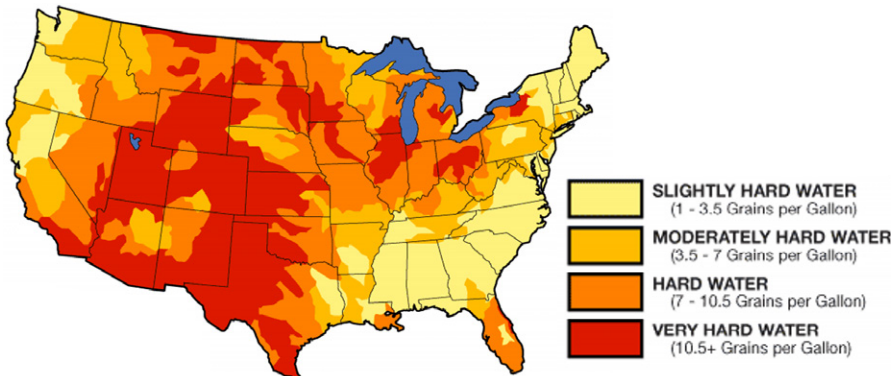 SLIGHTLY HARD WATER
(1 - 3.5 Grains per Gallon)
MODERATELY HARD WATER
(3.5 - 7 Grains per Gallon)
HARD WATER
(7 - 10.5 Grains per Gallon)
VERY HARD WATER
(10.5+ Grains per Gallon)